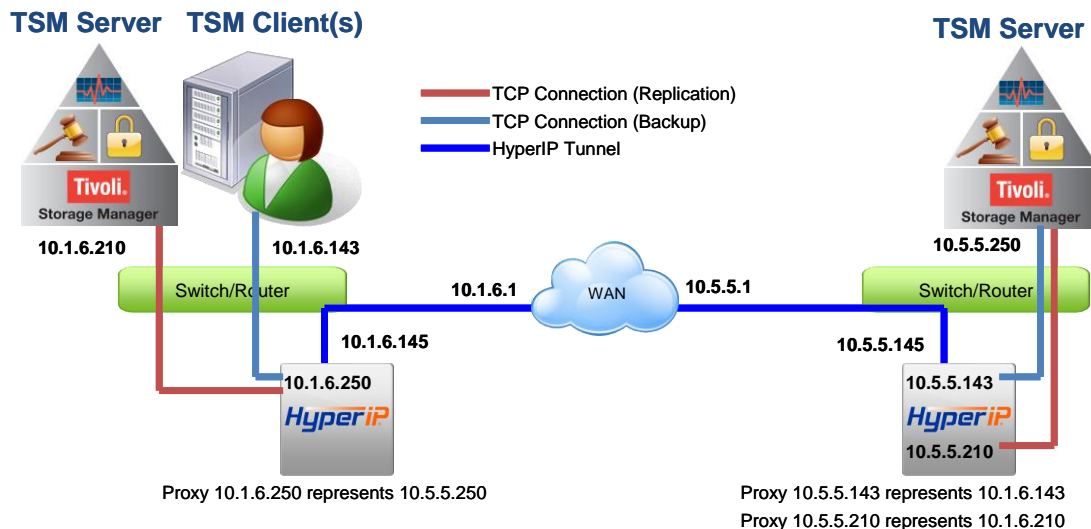 TSM Server
TSM Client(s)
TSM Server
TCP Connection (Replication)
TCP Connection (Backup)
HyperIP Tunnel
Tivoli.
Storage Manager
Tivoli.
Storage Manager
10.1.6.210
10.1.6.143
10.5.5.250
Switch/Router
10.1.6.1
WAN
10.5.5.1
Switch/Router
10.1.6.145
10.5.5.145
10.1.6.250
HyperIP
10.5.5.143
HyperIP
10.5.5.210
Proxy 10.1.6.250 represents 10.5.5.250
Proxy 10.5.5.143 represents 10.1.6.143
Proxy 10.5.5.210 represents 10.1.6.210